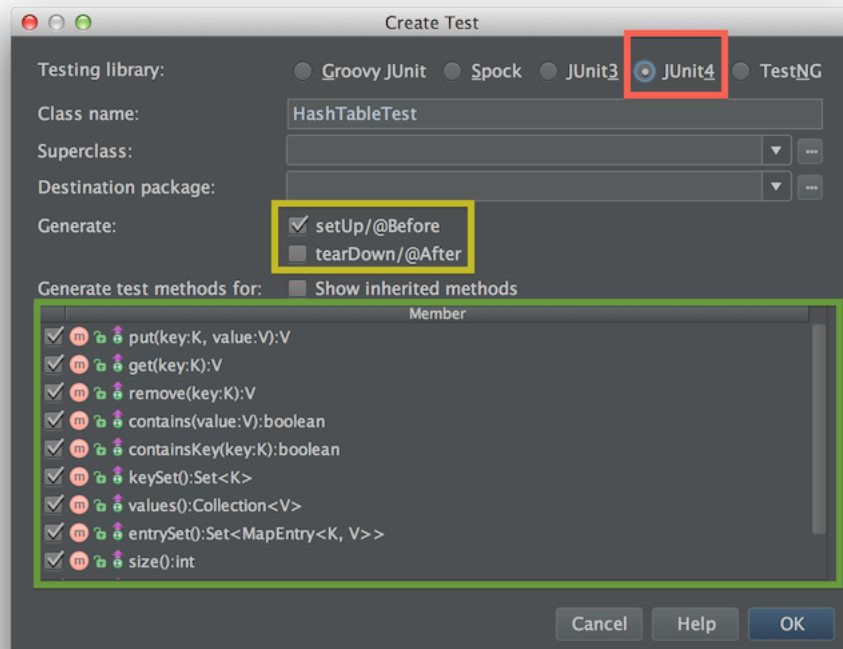 Create Test
Testing library: Groovy JUnit Spock JUnit3 JUnit4 TestNG
Class name: HashTableTest
Superclass:
Destination package:
Generate: setUp/@Before
tearDown/@After
Generate test methods for: Show inherited methods
Member
m put(key:K, value:V):V
m get(key:K):V
m remove(key:K):V
m contains(value:V):boolean
m containsKey(key:K):boolean
m keySet():Set<K>
m values():Collection<V>
m entrySet():Set<MapEntry<K, V>>
m size():int
Cancel Help OK